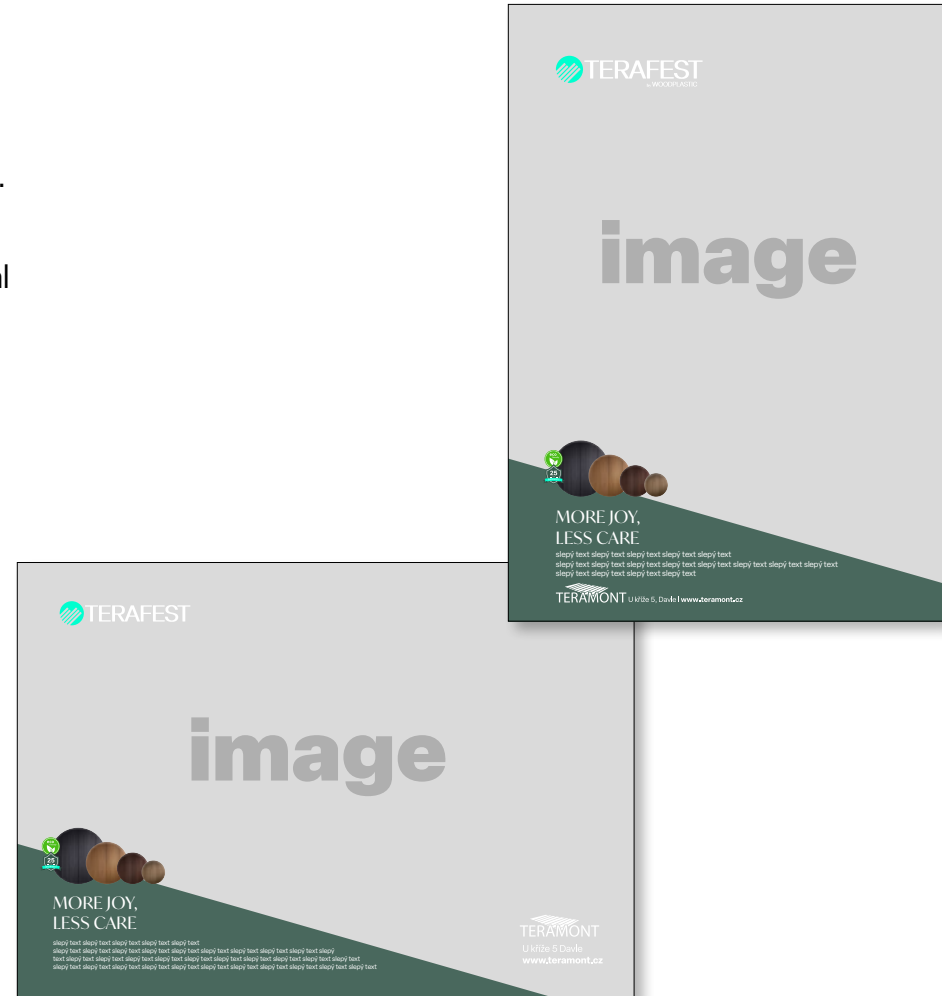 .
al
TERAFEST
by WOODPLASTIC
image
ECO
25
MORE JOY,
LESS CARE
slepý text slepý text slepý text slepý text slepý text
slepý text slepý text slepý text slepý text slepý text slepý text slepý text slepý text
slepý text slepý text slepý text slepý text
TERAMONT U kříže 5, Davle I www.teramont.cz
TERAFEST
image
ECO
25
MORE JOY,
LESS CARE
slepý text slepý text slepý text slepý text slepý text
slepý text slepý text slepý text slepý text slepý text slepý text slepý text slepý text slepý
text slepý text slepý text slepý text slepý text slepý text slepý text slepý text slepý text
slepý text slepý text slepý text slepý text slepý text slepý text slepý text slepý text slepý text slepý text
TERAMONT
U kříže 5 Davle
www.teramont.cz